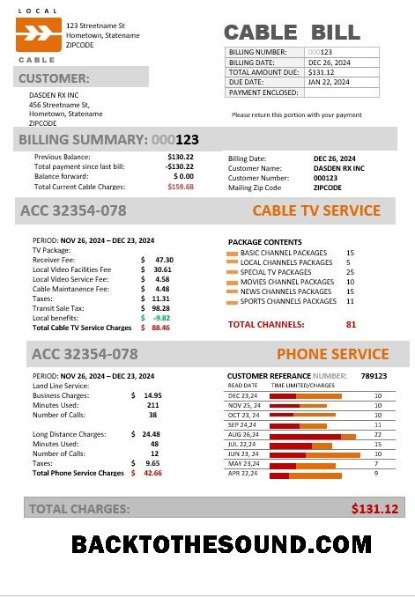 LOCAL
CABLE
123 Streetname St
Hometown, Statename
ZIPCODE
CABLE BILL
BILLING NUMBER: 000123
BILLING DATE: DEC 26, 2024
TOTAL AMOUNT DUE: $131.12
DUE DATE: JAN 22, 2024
PAYMENT ENCLOSED:
Please return this portion with your payment
CUSTOMER:
DASDEN RX INC
456 Streetname St,
Hometown, Statename
ZIPCODE
BILLING SUMMARY: 000123
Previous Balance: $130.22
Total payment since last bill: -$130.22
Balance forward: $ 0.00
Total Current Cable Charges: $159.68
Billing Date: DEC 26, 2024
Customer Name: DASDEN RX INC
Customer Number: 000123
Mailing Zip Code ZIPCODE
ACC 32354-078 CABLE TV SERVICE
PERIOD: NOV 26, 2024 – DEC 23, 2024
TV Package:
Receiver Fee: $ 47.30
Local Video Facilities Fee $ 30.61
Local Video Service Fee: $ 4.58
Cable Maintanence Fee: $ 4.48
Taxes: $ 11.31
Transit Sale Tax: $ 98.28
Local benefits: $ -9.82
Total Cable TV Service Charges $ 88.46
PACKAGE CONTENTS
BASIC CHANNEL PACKAGES 15
LOCAL CHANNELS PACKAGES 5
SPECIAL TV PACKAGES 25
MOVIES CHANNEL PACKAGES 10
NEWS CHANNEL PACKAGES 15
SPORTS CHANNEL PACKAGES 11
TOTAL CHANNELS: 81
ACC 32354-078 PHONE SERVICE
PERIOD: NOV 26, 2024 – DEC 23, 2024
Land Line Service:
Business Charges: $ 14.95
Minutes Used: 211
Number of Calls: 38
Long Distance Charges: $ 24.48
Minutes Used: 48
Number of Calls: 12
Taxes: $ 9.65
Total Phone Service Charges $ 42.66
CUSTOMER REFERANCE NUMBER: 789123
READ DATE TIME LIMITED/CHARGES
DEC 23,24 10
NOV 25, 24 10
OCT 23, 24 10
SEP 24,24 11
AUG 26,24 22
JUL 22,24 15
JUN 23, 24 10
MAY 23,24 7
APR 22,24 9
TOTAL CHARGES: $131.12
BACKTOTHESOUND.COM